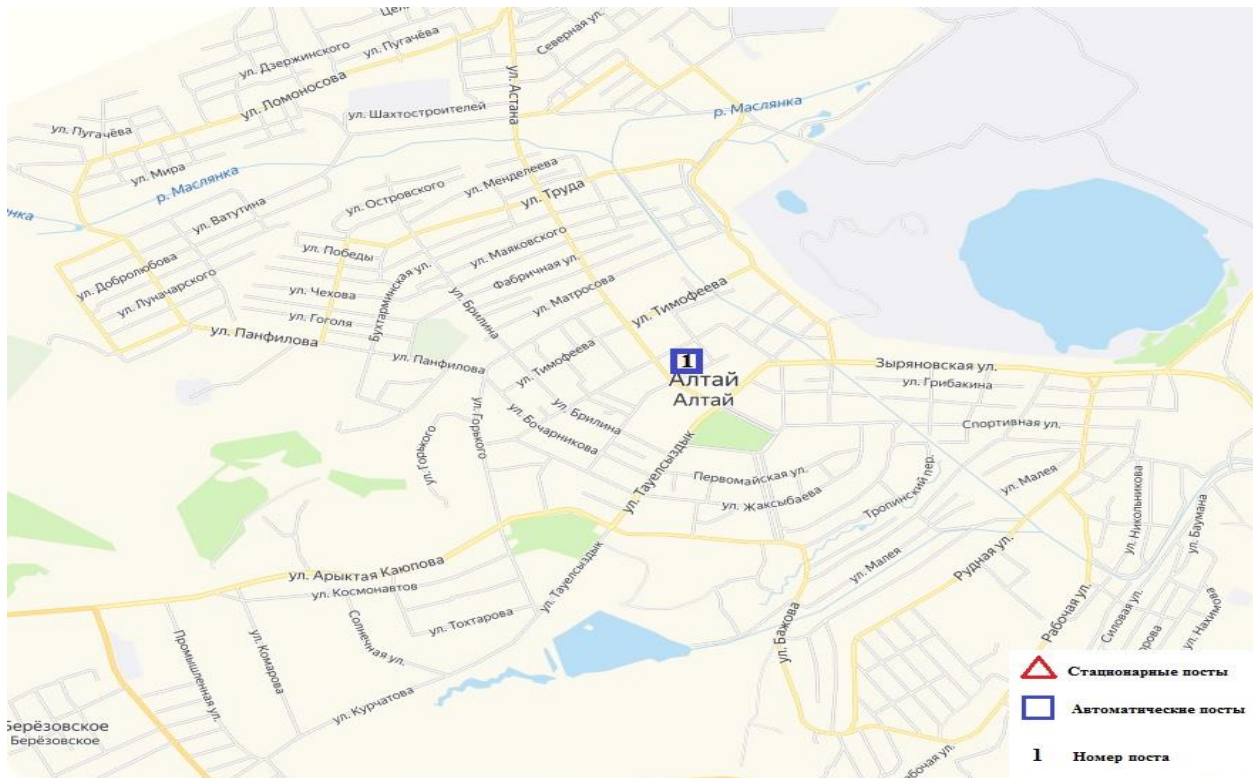 Северная ул.
ул. Дзержинского
ул. Пугачёва
ул. Ломоносова
ул. Астана
ул. Шахтостроителей
р. Маслянка
ул. Пугачёва
ул. Мира
р. Маслянка
ул. Менделеева
ул. Островского
ул. Труда
ул. Ватутина
ул. Победы
ул. Маяковского
ул. Добролюбова
ул. Луначарского
Фабричная ул.
Бухтарминская ул.
ул. Чехова
ул. Брилина
ул. Матросова
ул. Тимофеева
ул. Гоголя
ул. Панфилова
ул. Панфилова
ул. Тимофеева
1
Алтай
Алтай
Зыряновская ул.
ул. Грибакина
ул. Брилина
ул. Бочарникова
ул. Горького
ул. Горького
Спортивная ул.
ул. Тауелсыздык
Первомайская ул.
ул. Жаксыбаева
Тропинский пер.
ул. Малея
ул. Никольникова
ул. Баумана
ул. Малея
Рудная ул.
ул. Арыктая Каюпова
ул. Космонавтов
ул. Тауелсыздык
ул. Тохтарова
Солнечная ул.
ул. Комарова
Промышленная ул.
ул. Курчатова
ул. Бажова
Рабочая ул.
Силовая ул.
ул. Нахимова
Берёзовское
Берёзовское
Стационарные посты
Автоматические посты
1 Номер поста